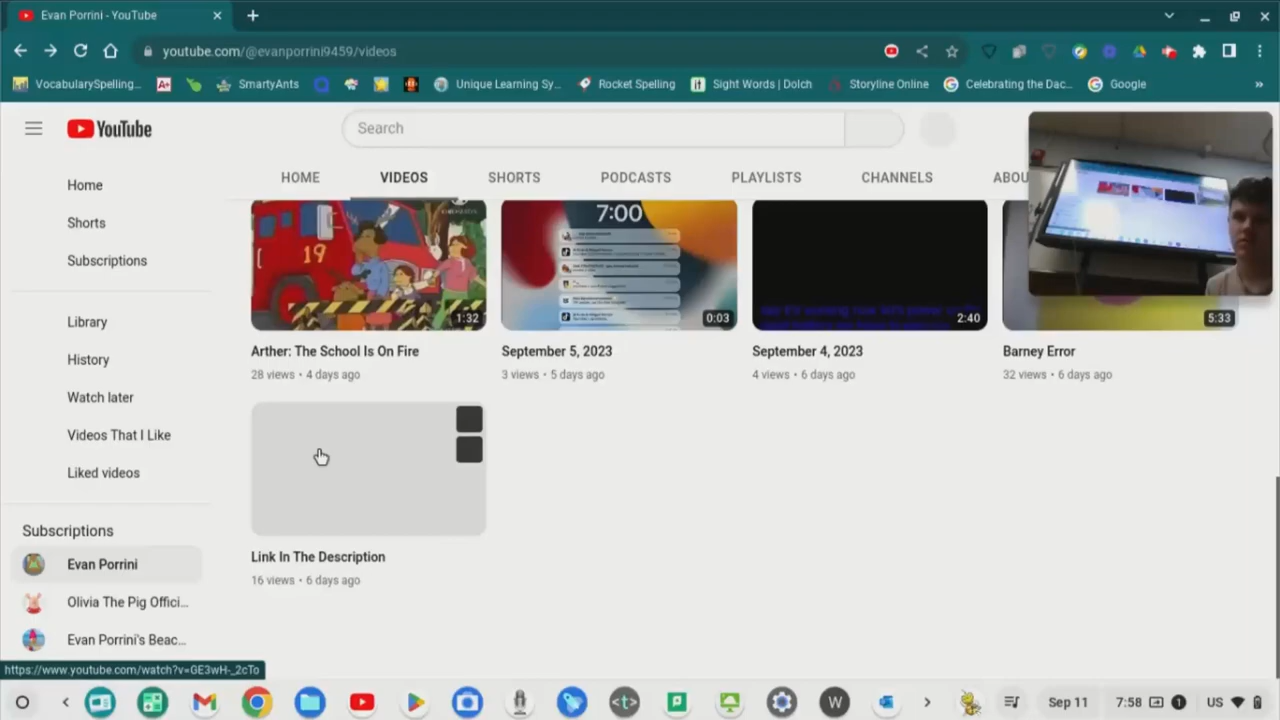 Evan Porrini - YouTube
youtube.com/@evanporrini9459/videos
VocabularySpelling...
A+
SmartyAnts
Unique Learning Sy...
Rocket Spelling
Sight Words | Dolch
Storyline Online
Celebrating the Dac...
Google
»
YouTube
Search
HOME
VIDEOS
SHORTS
PODCASTS
PLAYLISTS
CHANNELS
ABOU
Home
Shorts
Subscriptions
Library
History
Watch later
Videos That I Like
Liked videos
Subscriptions
Evan Porrini
Olivia The Pig Offici...
Evan Porrini's Beac...
19
1:32
Arther: The School Is On Fire
28 views • 4 days ago
7:00
0:03
September 5, 2023
3 views • 5 days ago
2:40
September 4, 2023
4 views • 6 days ago
5:33
Barney Error
32 views • 6 days ago
Link In The Description
16 views • 6 days ago
https://www.youtube.com/watch?v=GE3wH-_2cTo
<t>
W
Sep 11
7:58
1
US